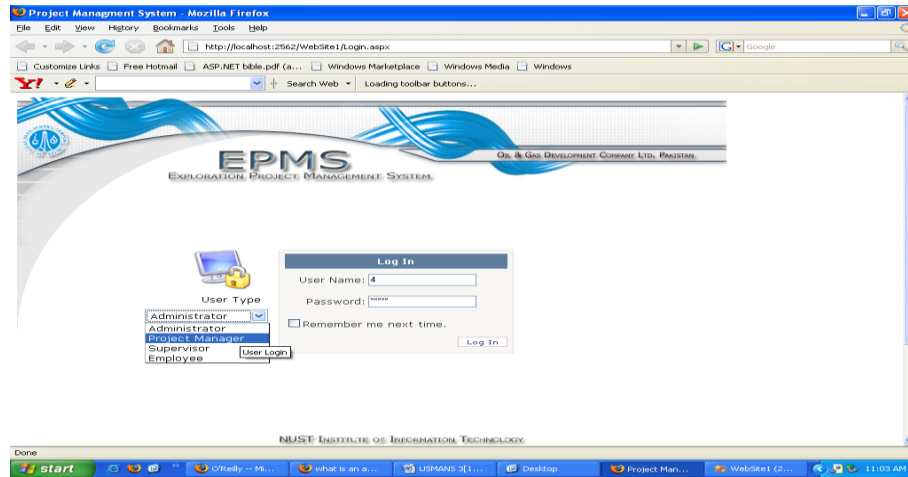 Project Managment System - Mozilla Firefox
File Edit View History Bookmarks Tools Help
http://localhost:2562/WebSite1/Login.aspx
G Google
Customize Links Free Hotmail ASP.NET bible.pdf (a... Windows Marketplace Windows Media Windows
Y! Search Web Loading toolbar buttons...
EPMS
OIL & GAS DEVELOPMENT COMPANY LTD. PAKISTAN.
EXPLORATION PROJECT MANAGEMENT SYSTEM.
Log In
User Name: 4
User Type
Password: *****
Administrator
Remember me next time.
Administrator
Project Manager
Log In
Supervisor
User Login
Employee
NUST INSTITUTE OF INFORMATION TECHNOLOGY
Done
start O'Reilly -- Mi... what is an a... USMANS 3[1... Desktop Project Man... WebSite1 (2... 11:03 AM